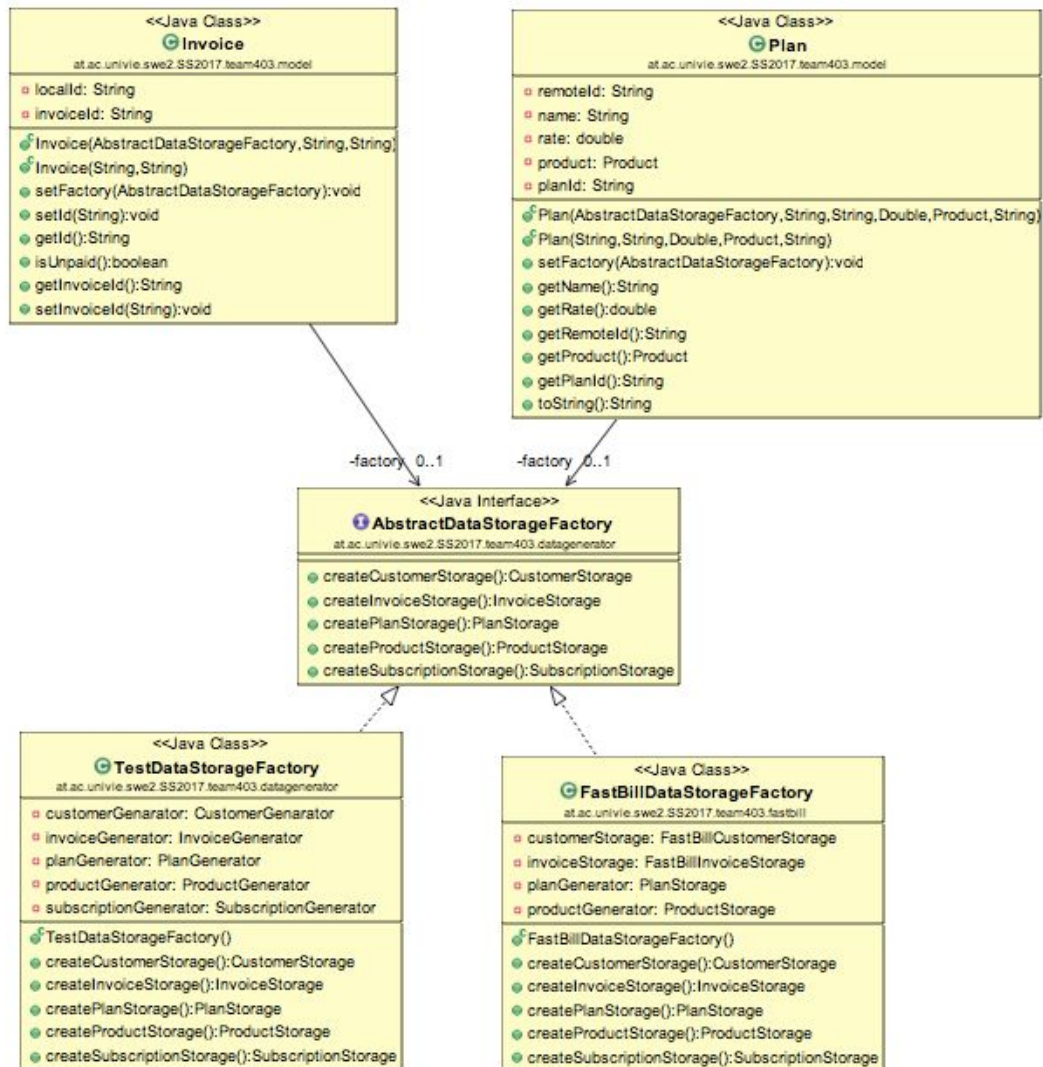 <<Java Class>>
Invoice
at.ac.univie.swe2.SS2017.team403.model
localId: String
invoiceId: String
Invoice(AbstractDataStorageFactory,String,String)
Invoice(String,String)
setFactory(AbstractDataStorageFactory):void
setId(String):void
getId():String
isUnpaid():boolean
getInvoiceId():String
setInvoiceId(String):void
<<Java Class>>
Plan
at.ac.univie.swe2.SS2017.team403.model
remoteId: String
name: String
rate: double
product: Product
planId: String
Plan(AbstractDataStorageFactory,String,String,Double,Product,String)
Plan(String,String,Double,Product,String)
setFactory(AbstractDataStorageFactory):void
getName():String
getRate():double
getRemoteId():String
getProduct():Product
getPlanId():String
toString():String
-factory 0..1
-factory 0..1
<<Java Interface>>
AbstractDataStorageFactory
at.ac.univie.swe2.SS2017.team403.datagenerator
createCustomerStorage():CustomerStorage
createInvoiceStorage():InvoiceStorage
createPlanStorage():PlanStorage
createProductStorage():ProductStorage
createSubscriptionStorage():SubscriptionStorage
<<Java Class>>
TestDataStorageFactory
at.ac.univie.swe2.SS2017.team403.datagenerator
customerGenarator: CustomerGenarator
invoiceGenerator: InvoiceGenerator
planGenerator: PlanGenerator
productGenerator: ProductGenerator
subscriptionGenerator: SubscriptionGenerator
TestDataStorageFactory()
createCustomerStorage():CustomerStorage
createInvoiceStorage():InvoiceStorage
createPlanStorage():PlanStorage
createProductStorage():ProductStorage
createSubscriptionStorage():SubscriptionStorage
<<Java Class>>
FastBillDataStorageFactory
at.ac.univie.swe2.SS2017.team403.fastbill
customerStorage: FastBillCustomerStorage
invoiceStorage: FastBillInvoiceStorage
planGenerator: PlanStorage
productGenerator: ProductStorage
FastBillDataStorageFactory()
createCustomerStorage():CustomerStorage
createInvoiceStorage():InvoiceStorage
createPlanStorage():PlanStorage
createProductStorage():ProductStorage
createSubscriptionStorage():SubscriptionStorage